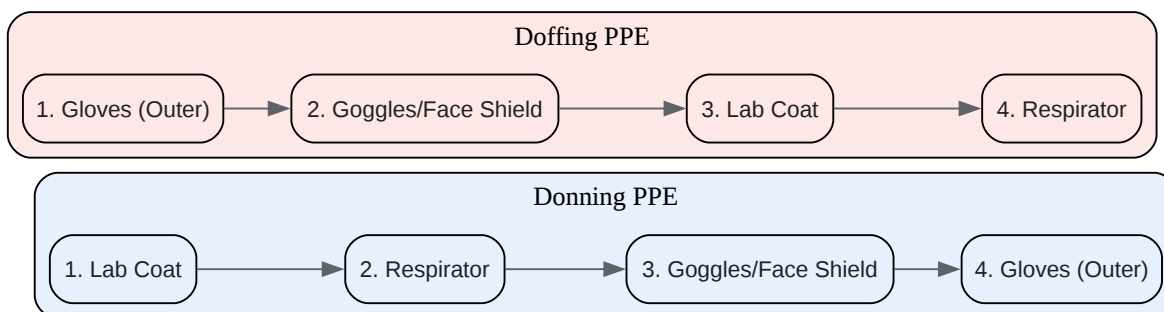 Doffing PPE
1. Gloves (Outer)
2. Goggles/Face Shield
3. Lab Coat
4. Respirator
Donning PPE
1. Lab Coat
2. Respirator
3. Goggles/Face Shield
4. Gloves (Outer)